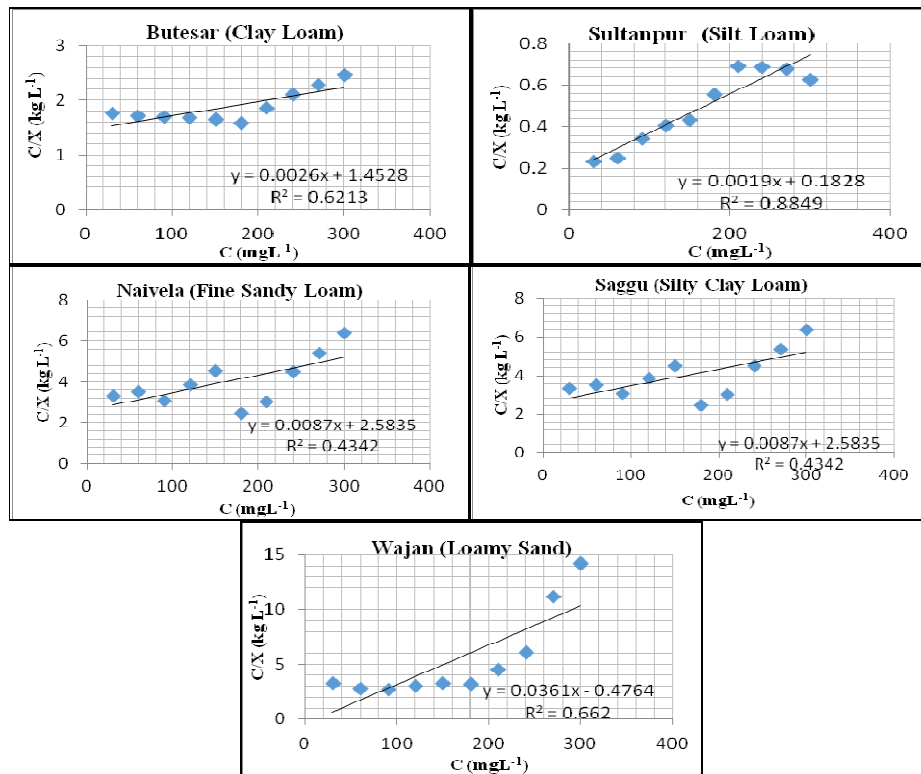 Butesar (Clay Loam)
3
2
1
0
C/X (kg L-1)
y = 0.0026x + 1.4528
R² = 0.6213
0 100 200 300 400
C (mgL-1)
Sultanpur (Silt Loam)
0.8
0.6
0.4
0.2
0
C/X (kg L-1)
y = 0.0019x + 0.1828
R² = 0.8849
0 200 400
C (mgL-1)
Naivela (Fine Sandy Loam)
8
6
4
2
0
C/X (kg L-1)
y = 0.0087x + 2.5835
R² = 0.4342
0 100 200 300 400
C (mgL-1)
Saggu (Silty Clay Loam)
8
6
4
2
0
C/X (kg L-1)
y = 0.0087x + 2.5835
R² = 0.4342
0 100 200 300 400
C (mgL-1)
Wajan (Loamy Sand)
15
10
5
0
C/X (kg L-1)
y = 0.0361x - 0.4764
R² = 0.662
0 100 200 300 400
C (mgL-1)